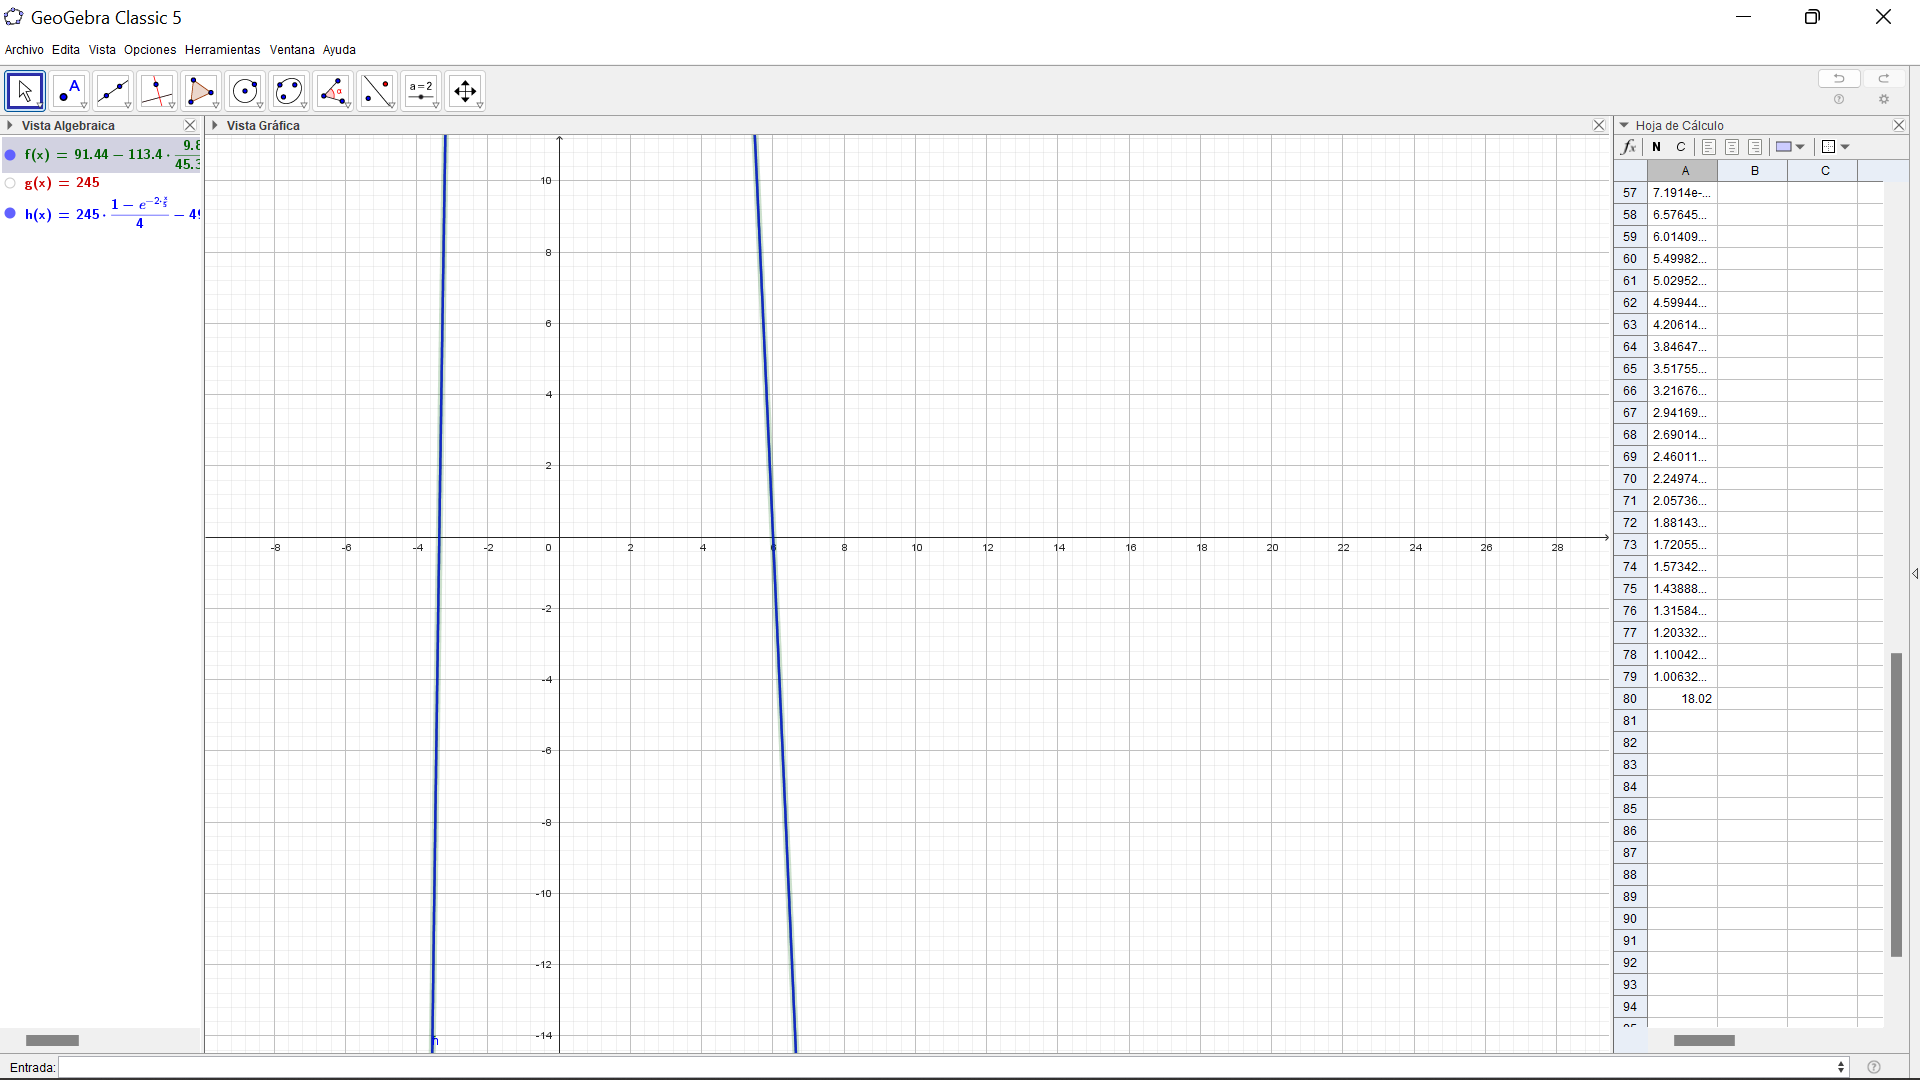 GeoGebra Classic 5
Archivo Edita Vista Opciones Herramientas Ventana Ayuda
A
α
a=2
Vista Algebraica
Vista Gráfica
Hoja de Cálculo
f(x) = 91.44 − 113.4 · 9.8 45.3
g(x) = 245
h(x) = 245 · 1 − e^−2·x/5 4 − 49
10
8
6
4
2
-8 -6 -4 -2 0 2 4 6 8 10 12 14 16 18 20 22 24 26 28
-2
-4
-6
-8
-10
-12
-14
h
fx N C
A B C
57 7.1914e-...
58 6.57645...
59 6.01409...
60 5.49982...
61 5.02952...
62 4.59944...
63 4.20614...
64 3.84647...
65 3.51755...
66 3.21676...
67 2.94169...
68 2.69014...
69 2.46011...
70 2.24974...
71 2.05736...
72 1.88143...
73 1.72055...
74 1.57342...
75 1.43888...
76 1.31584...
77 1.20332...
78 1.10042...
79 1.00632...
80 18.02
81
82
83
84
85
86
87
88
89
90
91
92
93
94
Entrada: